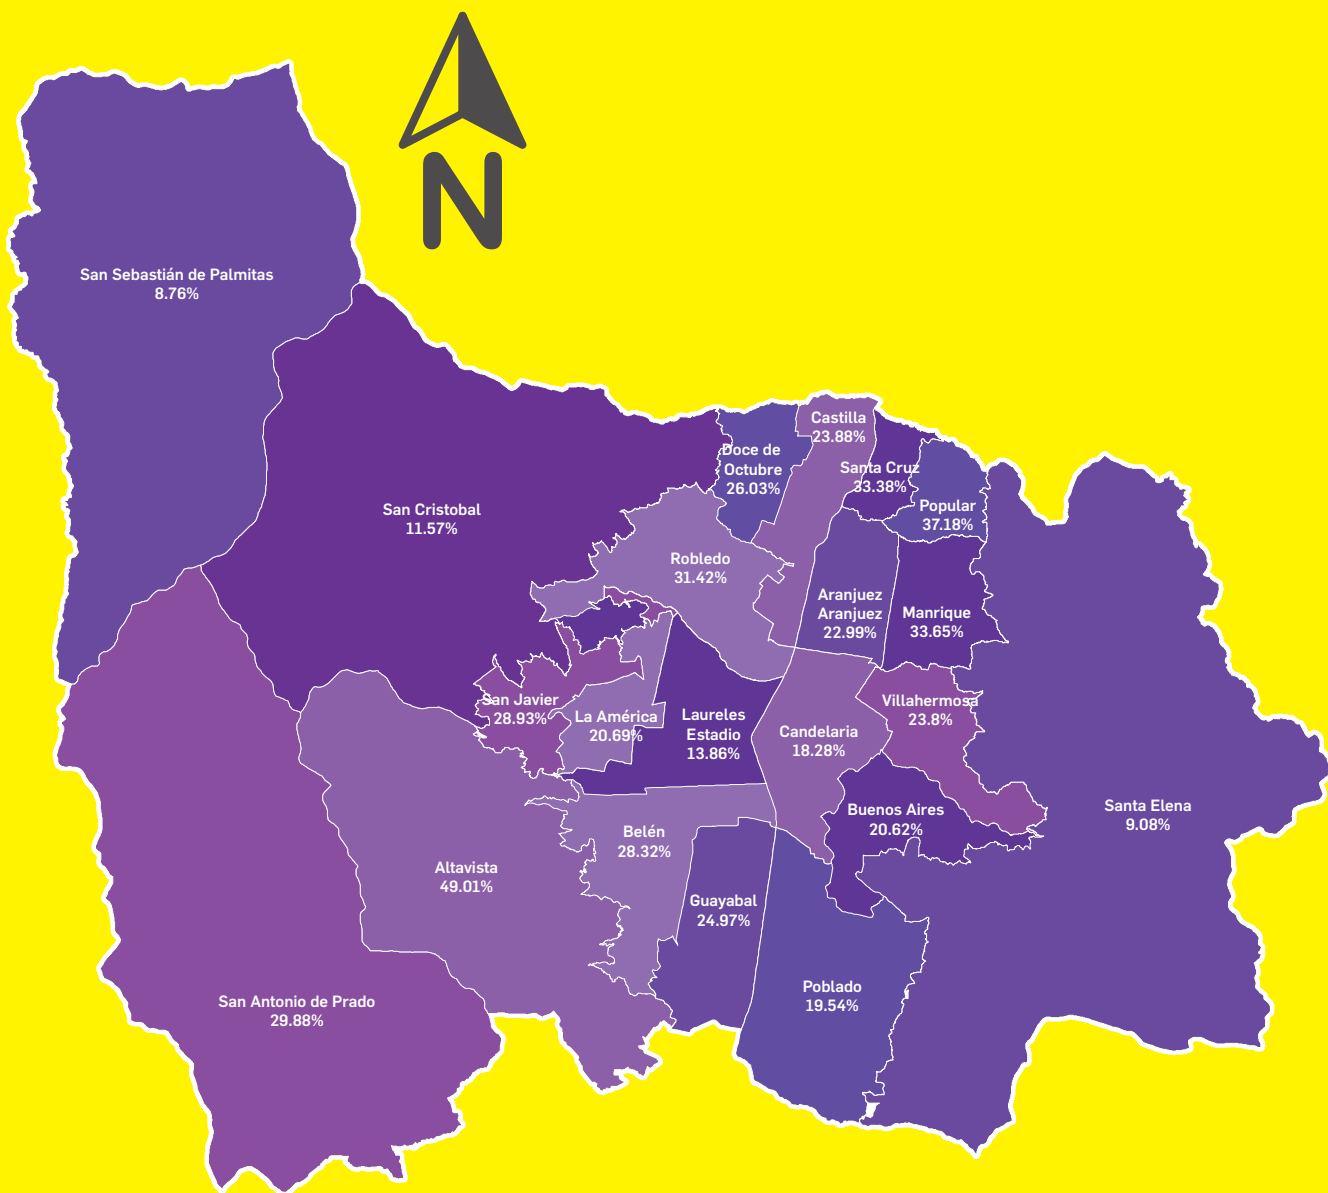 N
San Sebastián de Palmitas
8.76%
San Cristobal
11.57%
Doce de
Octubre
26.03%
Castilla
23.88%
Santa Cruz
33.38%
Popular
37.18%
Robledo
31.42%
Aranjuez
Aranjuez
22.99%
Manrique
33.65%
San Javier
28.93%
La América
20.69%
Laureles
Estadio
13.86%
Candelaria
18.28%
Villahermosa
23.8%
Buenos Aires
20.62%
Santa Elena
9.08%
Belén
28.32%
Altavista
49.01%
Guayabal
24.97%
Poblado
19.54%
San Antonio de Prado
29.88%